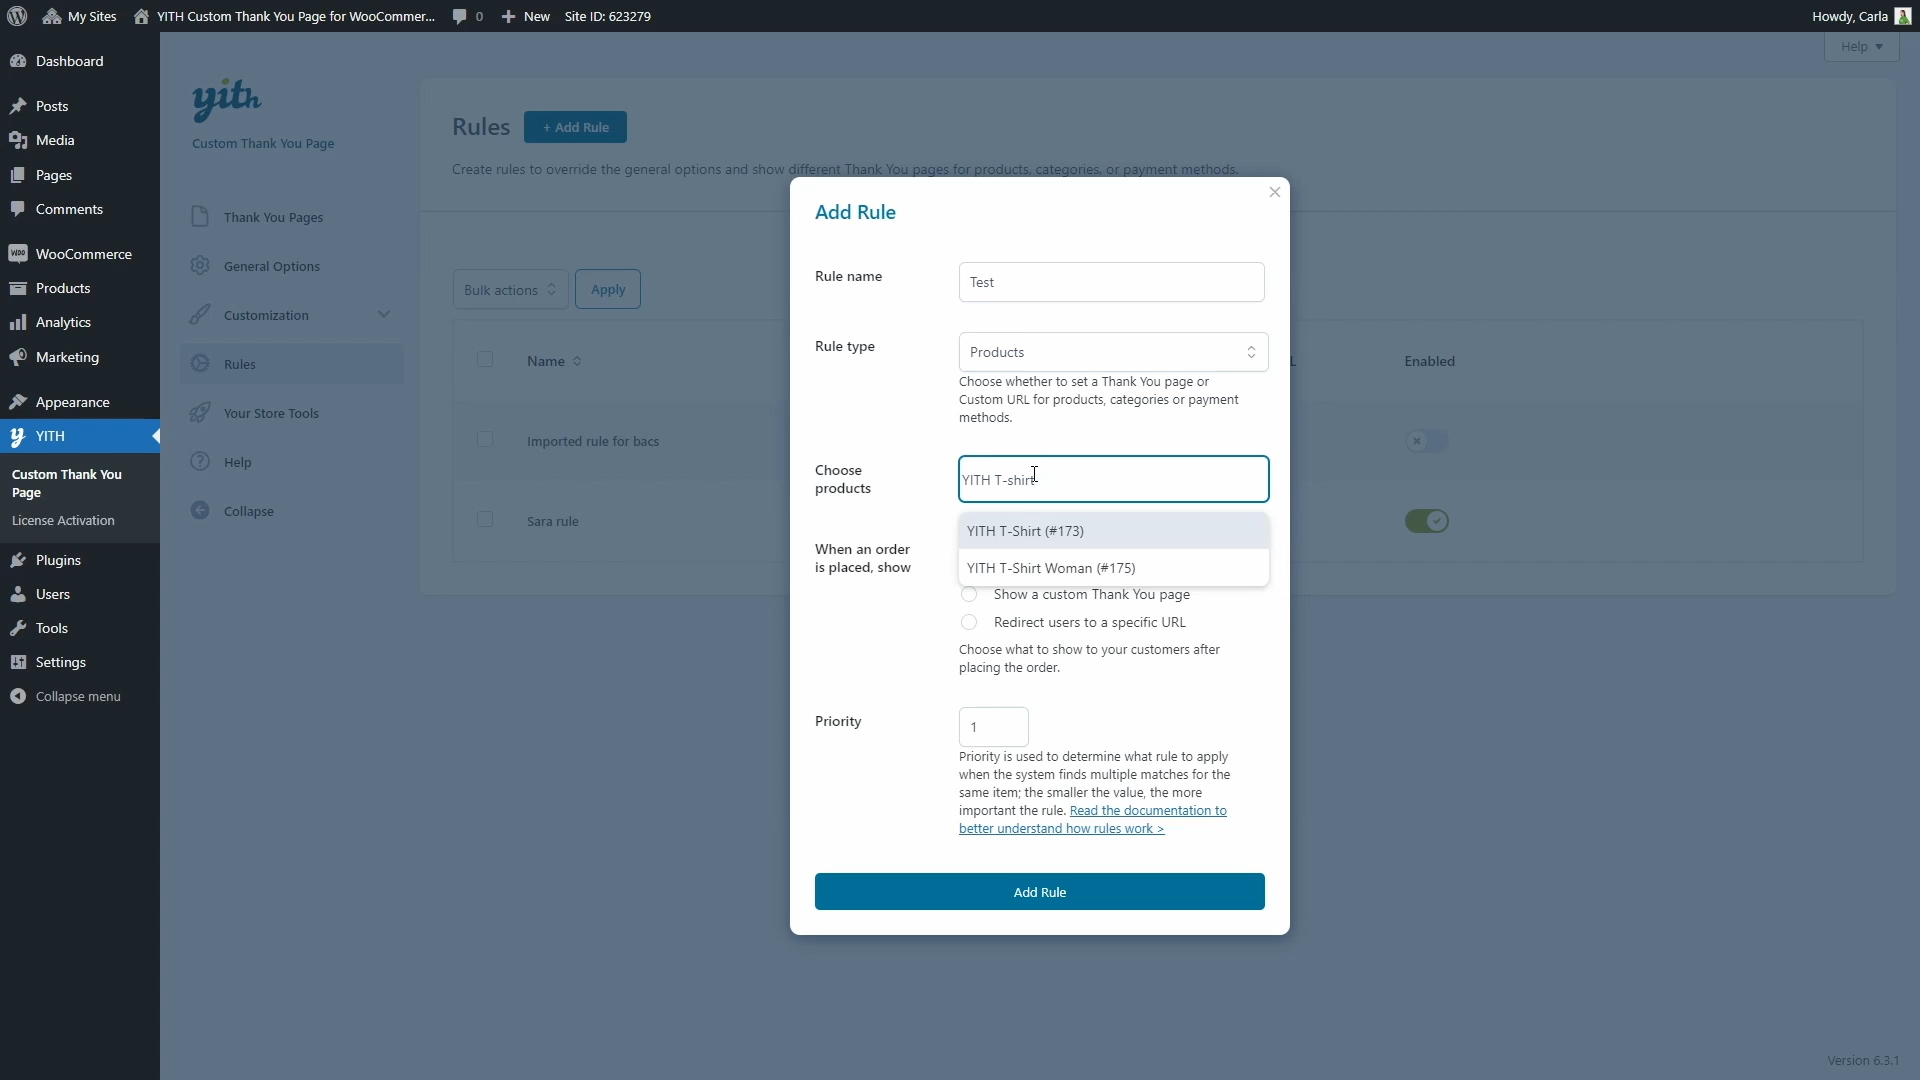 My Sites
YITH Custom Thank You Page for WooCommer...
0
New
Site ID: 623279
Howdy, Carla
Help
Dashboard
Posts
Media
Pages
Comments
WooCommerce
Products
Analytics
Marketing
Appearance
YITH
Custom Thank You
Page
License Activation
Plugins
Users
Tools
Settings
Collapse menu
yith
Custom Thank You Page
Thank You Pages
General Options
Customization
Rules
Your Store Tools
Help
Collapse
Rules
+ Add Rule
Create rules to override the general options and show different Thank You pages for products, categories, or payment methods.
Bulk actions
Apply
Name
L
Enabled
Imported rule for bacs
Sara rule
Add Rule
Rule name
Test
Rule type
Products
Choose whether to set a Thank You page or
Custom URL for products, categories or payment
methods.
Choose
products
YITH T-shirt
YITH T-Shirt (#173)
YITH T-Shirt Woman (#175)
When an order
is placed, show
Show a custom Thank You page
Redirect users to a specific URL
Choose what to show to your customers after
placing the order.
Priority
1
Priority is used to determine what rule to apply
when the system finds multiple matches for the
same item; the smaller the value, the more
important the rule. Read the documentation to
better understand how rules work >
Add Rule
Version 6.3.1